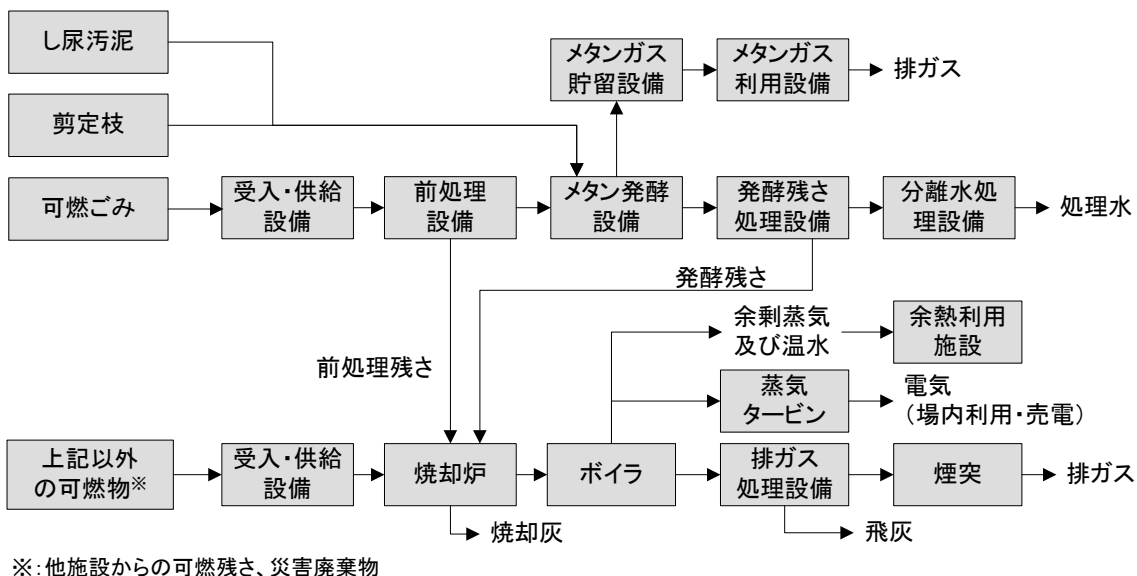 し尿汚泥
剪定枝
メタンガス
貯留設備
メタンガス
利用設備
排ガス
可燃ごみ
受入・供給
設備
前処理
設備
メタン発酵
設備
発酵残さ
処理設備
分離水処
理設備
処理水
発酵残さ
前処理残さ
余剰蒸気
及び温水
余熱利用
施設
蒸気
タービン
電気
（場内利用・売電）
上記以外
の可燃物※
受入・供給
設備
焼却炉
ボイラ
排ガス
処理設備
煙突
排ガス
焼却灰
飛灰
※：他施設からの可燃残さ、災害廃棄物